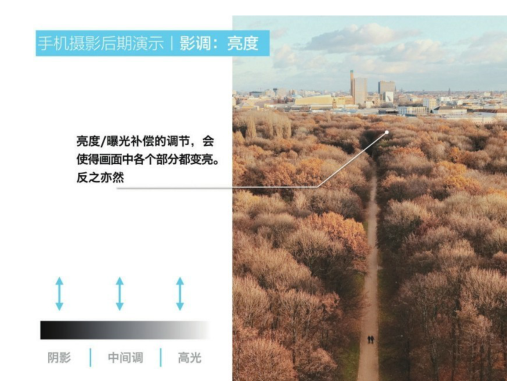 手机摄影后期演示丨影调：亮度
亮度/曝光补偿的调节，会
使得画面中各个部分都变亮。
反之亦然
阴影 | 中间调 | 高光